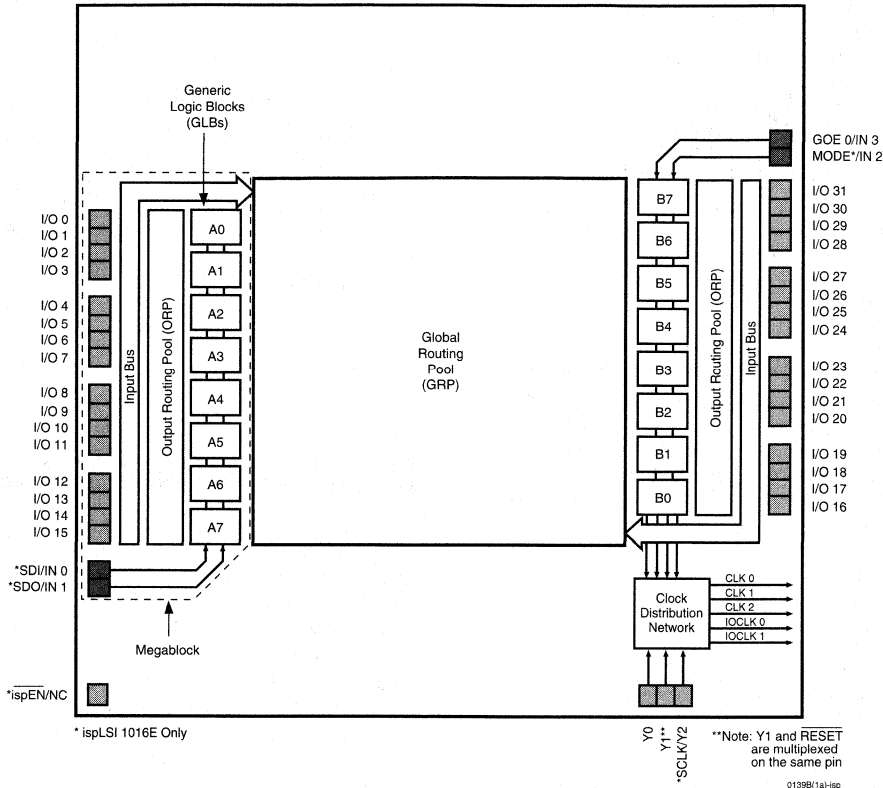 Generic
Logic Blocks
(GLBs)
GOE 0/IN 3
MODE*/IN 2
I/O 0
I/O 1
I/O 2
I/O 3
I/O 4
I/O 5
I/O 6
I/O 7
I/O 8
I/O 9
I/O 10
I/O 11
I/O 12
I/O 13
I/O 14
I/O 15
*SDI/IN 0
*SDO/IN 1
Input Bus
Output Routing Pool (ORP)
A0
A1
A2
A3
A4
A5
A6
A7
Megablock
Global
Routing
Pool
(GRP)
B7
B6
B5
B4
B3
B2
B1
B0
Output Routing Pool (ORP)
Input Bus
I/O 31
I/O 30
I/O 29
I/O 28
I/O 27
I/O 26
I/O 25
I/O 24
I/O 23
I/O 22
I/O 21
I/O 20
I/O 19
I/O 18
I/O 17
I/O 16
Clock
Distribution
Network
CLK 0
CLK 1
CLK 2
IOCLK 0
IOCLK 1
*ispEN/NC
Y0
Y1**
*SCLK/Y2
* ispLSI 1016E Only
**Note: Y1 and RESET
are multiplexed
on the same pin
0139B(1a)-isp